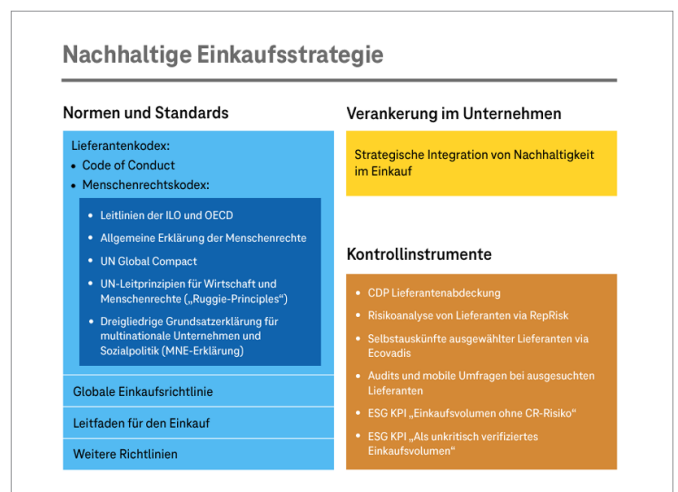 Nachhaltige Einkaufsstrategie
Normen und Standards
Lieferantenkodex:
• Code of Conduct
• Menschenrechtskodex:
• Leitlinien der ILO und OECD
• Allgemeine Erklärung der Menschenrechte
• UN Global Compact
• UN-Leitprinzipien für Wirtschaft und
Menschenrechte („Ruggie-Principles“)
• Dreigliedrige Grundsatzerklärung für
multinationale Unternehmen und
Sozialpolitik (MNE-Erklärung)
Globale Einkaufsrichtlinie
Leitfaden für den Einkauf
Weitere Richtlinien
Verankerung im Unternehmen
Strategische Integration von Nachhaltigkeit
im Einkauf
Kontrollinstrumente
• CDP Lieferantenabdeckung
• Risikoanalyse von Lieferanten via RepRisk
• Selbstauskünfte ausgewählter Lieferanten via
Ecovadis
• Audits und mobile Umfragen bei ausgesuchten
Lieferanten
• ESG KPI „Einkaufsvolumen ohne CR-Risiko“
• ESG KPI „Als unkritisch verifiziertes
Einkaufsvolumen“